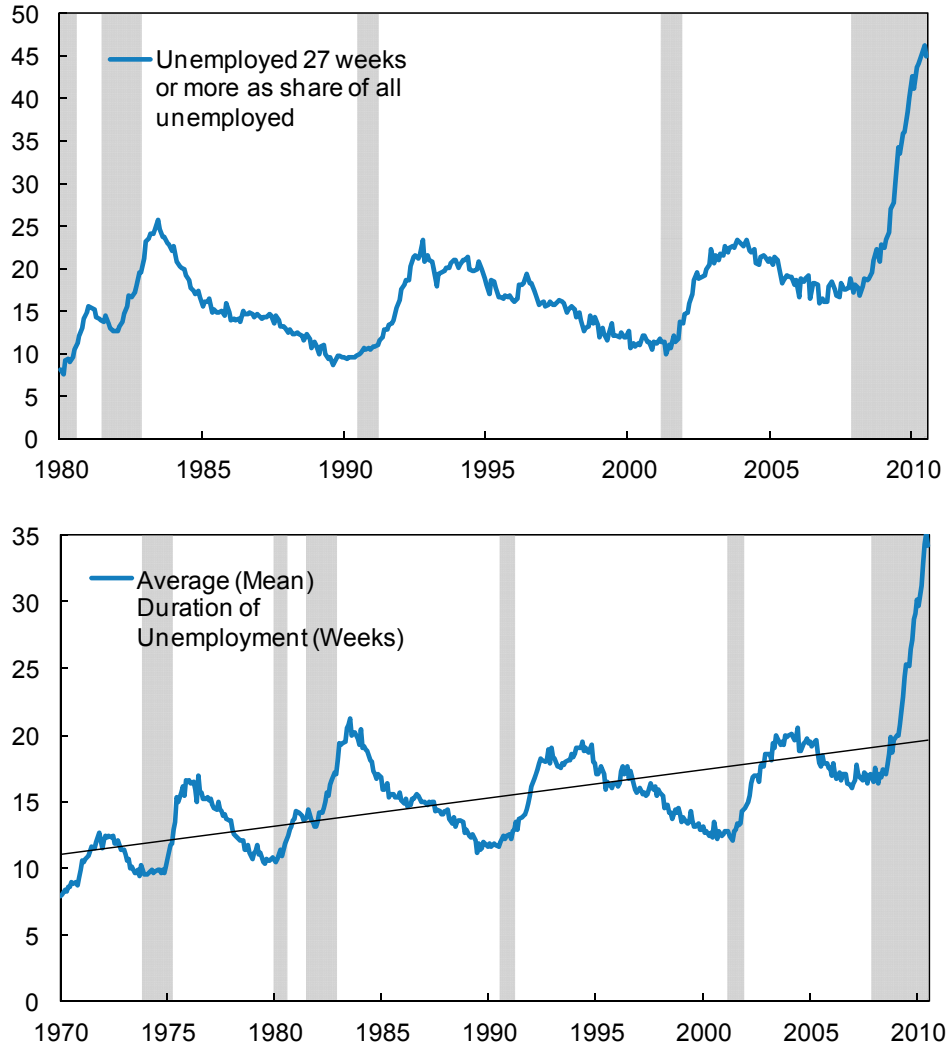 50
45
40
35
30
25
20
15
10
5
0
Unemployed 27 weeks
or more as share of all
unemployed
1980 1985 1990 1995 2000 2005 2010
35
30
25
20
15
10
5
0
Average (Mean)
Duration of
Unemployment (Weeks)
1970 1975 1980 1985 1990 1995 2000 2005 2010